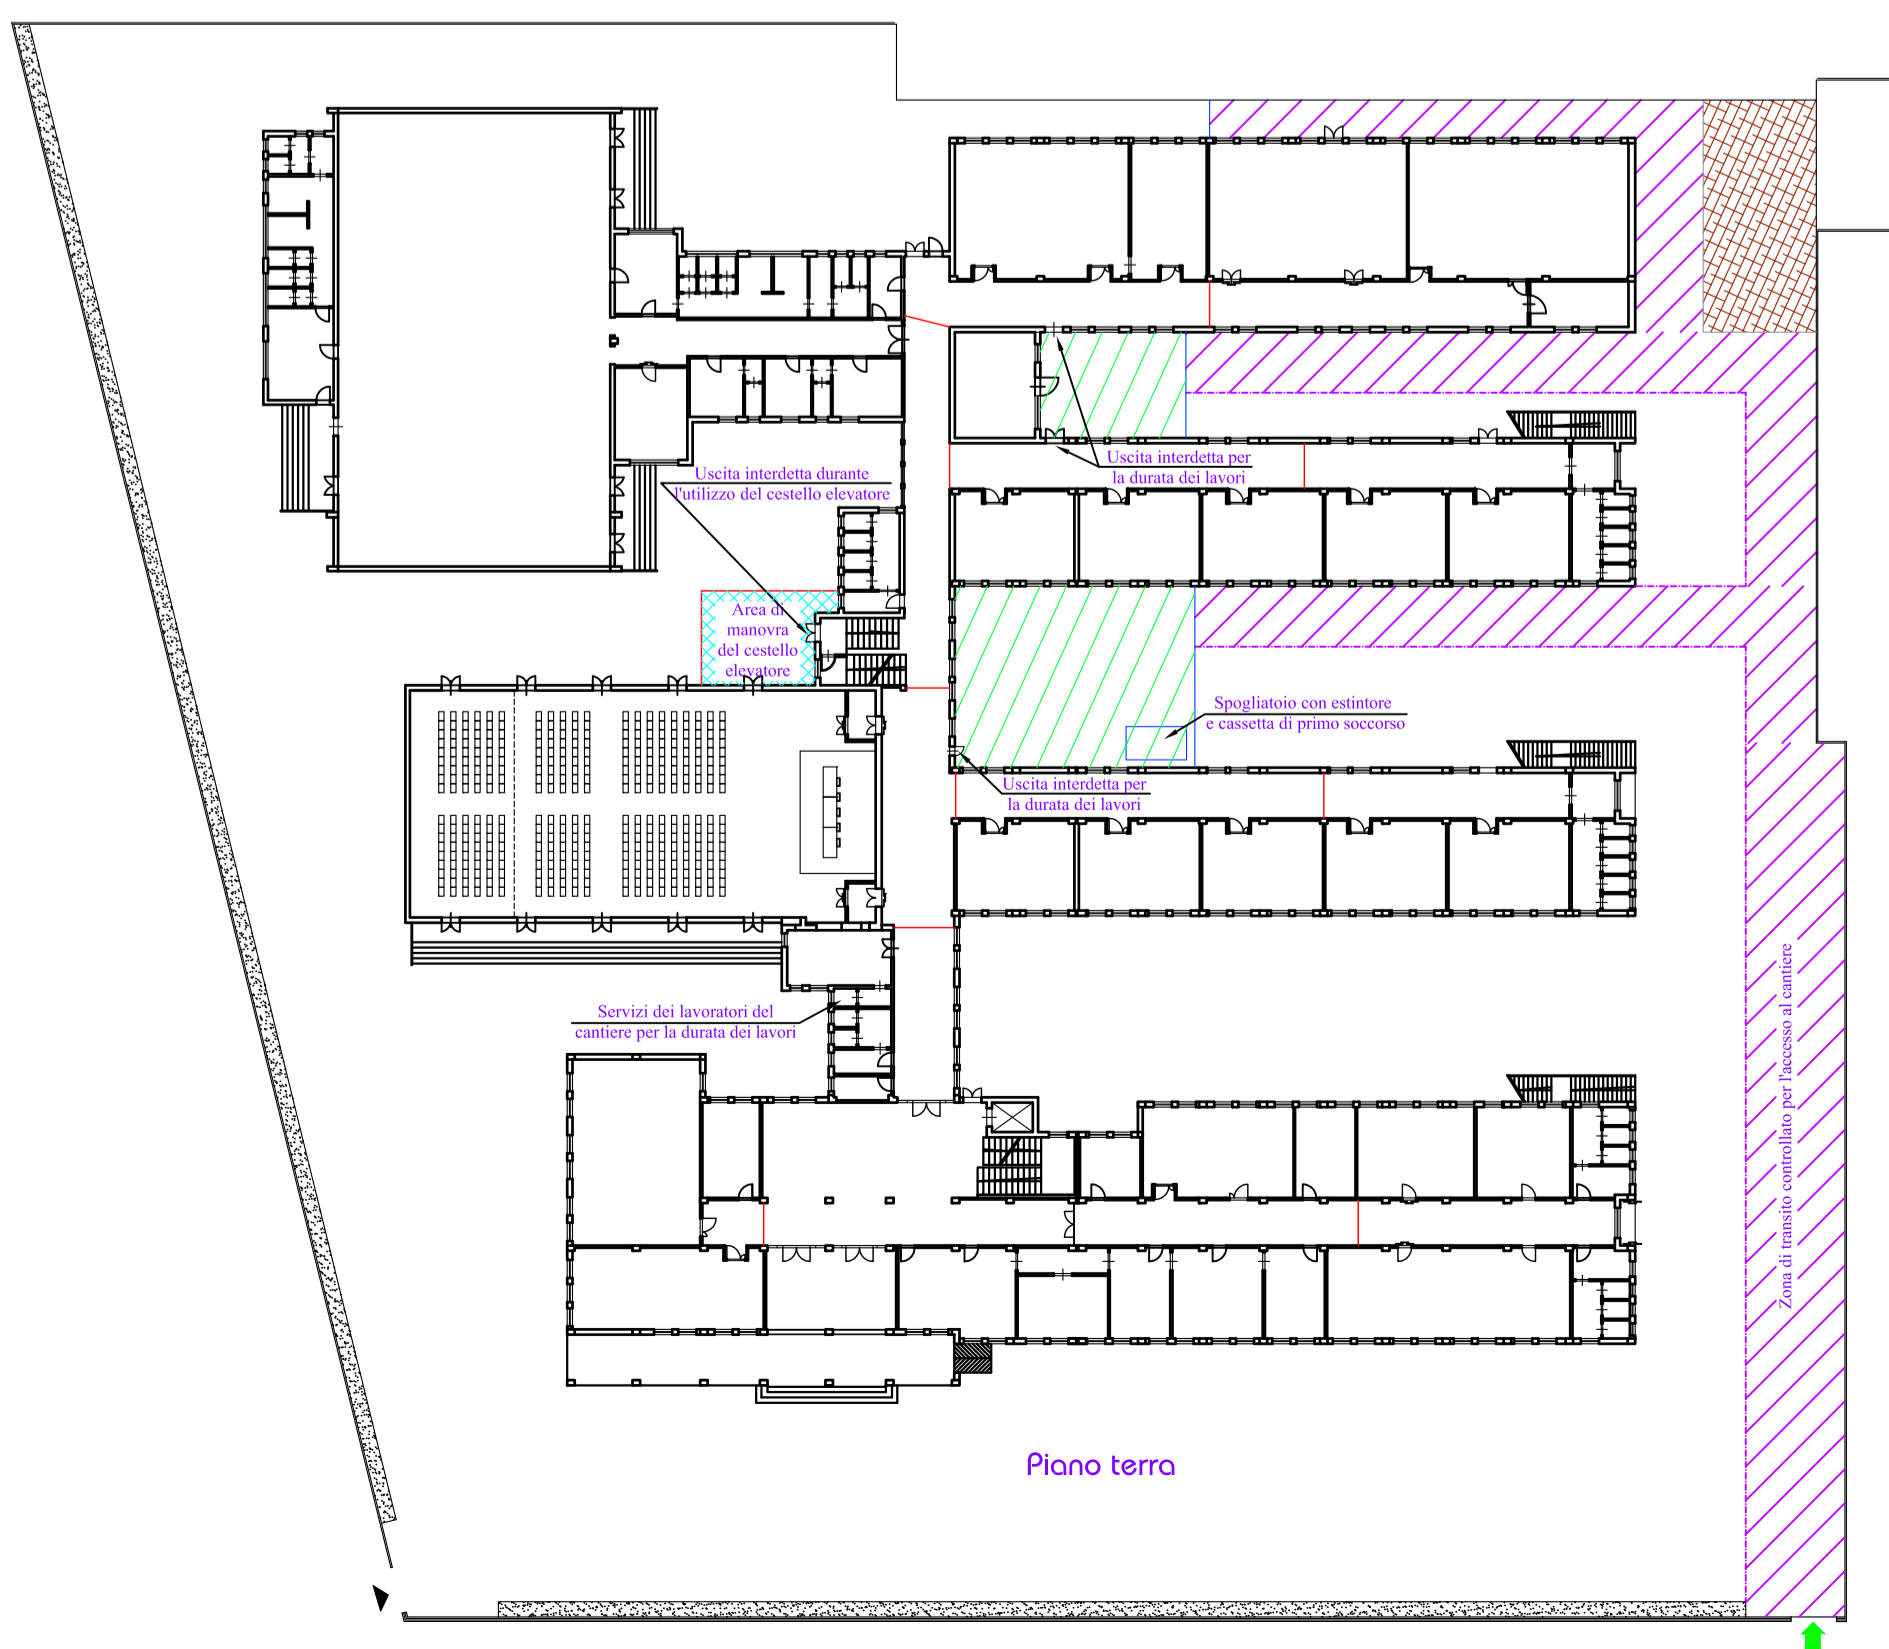 Uscita interdetta per
la durata dei lavori
Uscita interdetta durante
l'utilizzo del cestello elevatore
Area di
manovra
del cestello
elevatore
Spogliatoio con estintore
e cassetta di primo soccorso
Uscita interdetta per
la durata dei lavori
Servizi dei lavoratori del
cantiere per la durata dei lavori
Zona di transito controllato per l'accesso al cantiere
Piano terra